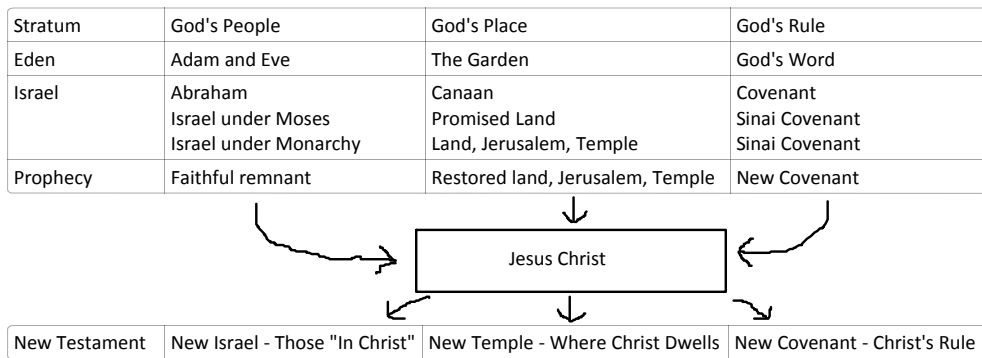 Stratum God's People God's Place God's Rule
Eden Adam and Eve The Garden God's Word
Israel Abraham Canaan Covenant
Israel under Moses Promised Land Sinai Covenant
Israel under Monarchy Land, Jerusalem, Temple Sinai Covenant
Prophecy Faithful remnant Restored land, Jerusalem, Temple New Covenant
Jesus Christ
New Testament New Israel - Those "In Christ" New Temple - Where Christ Dwells New Covenant - Christ's Rule